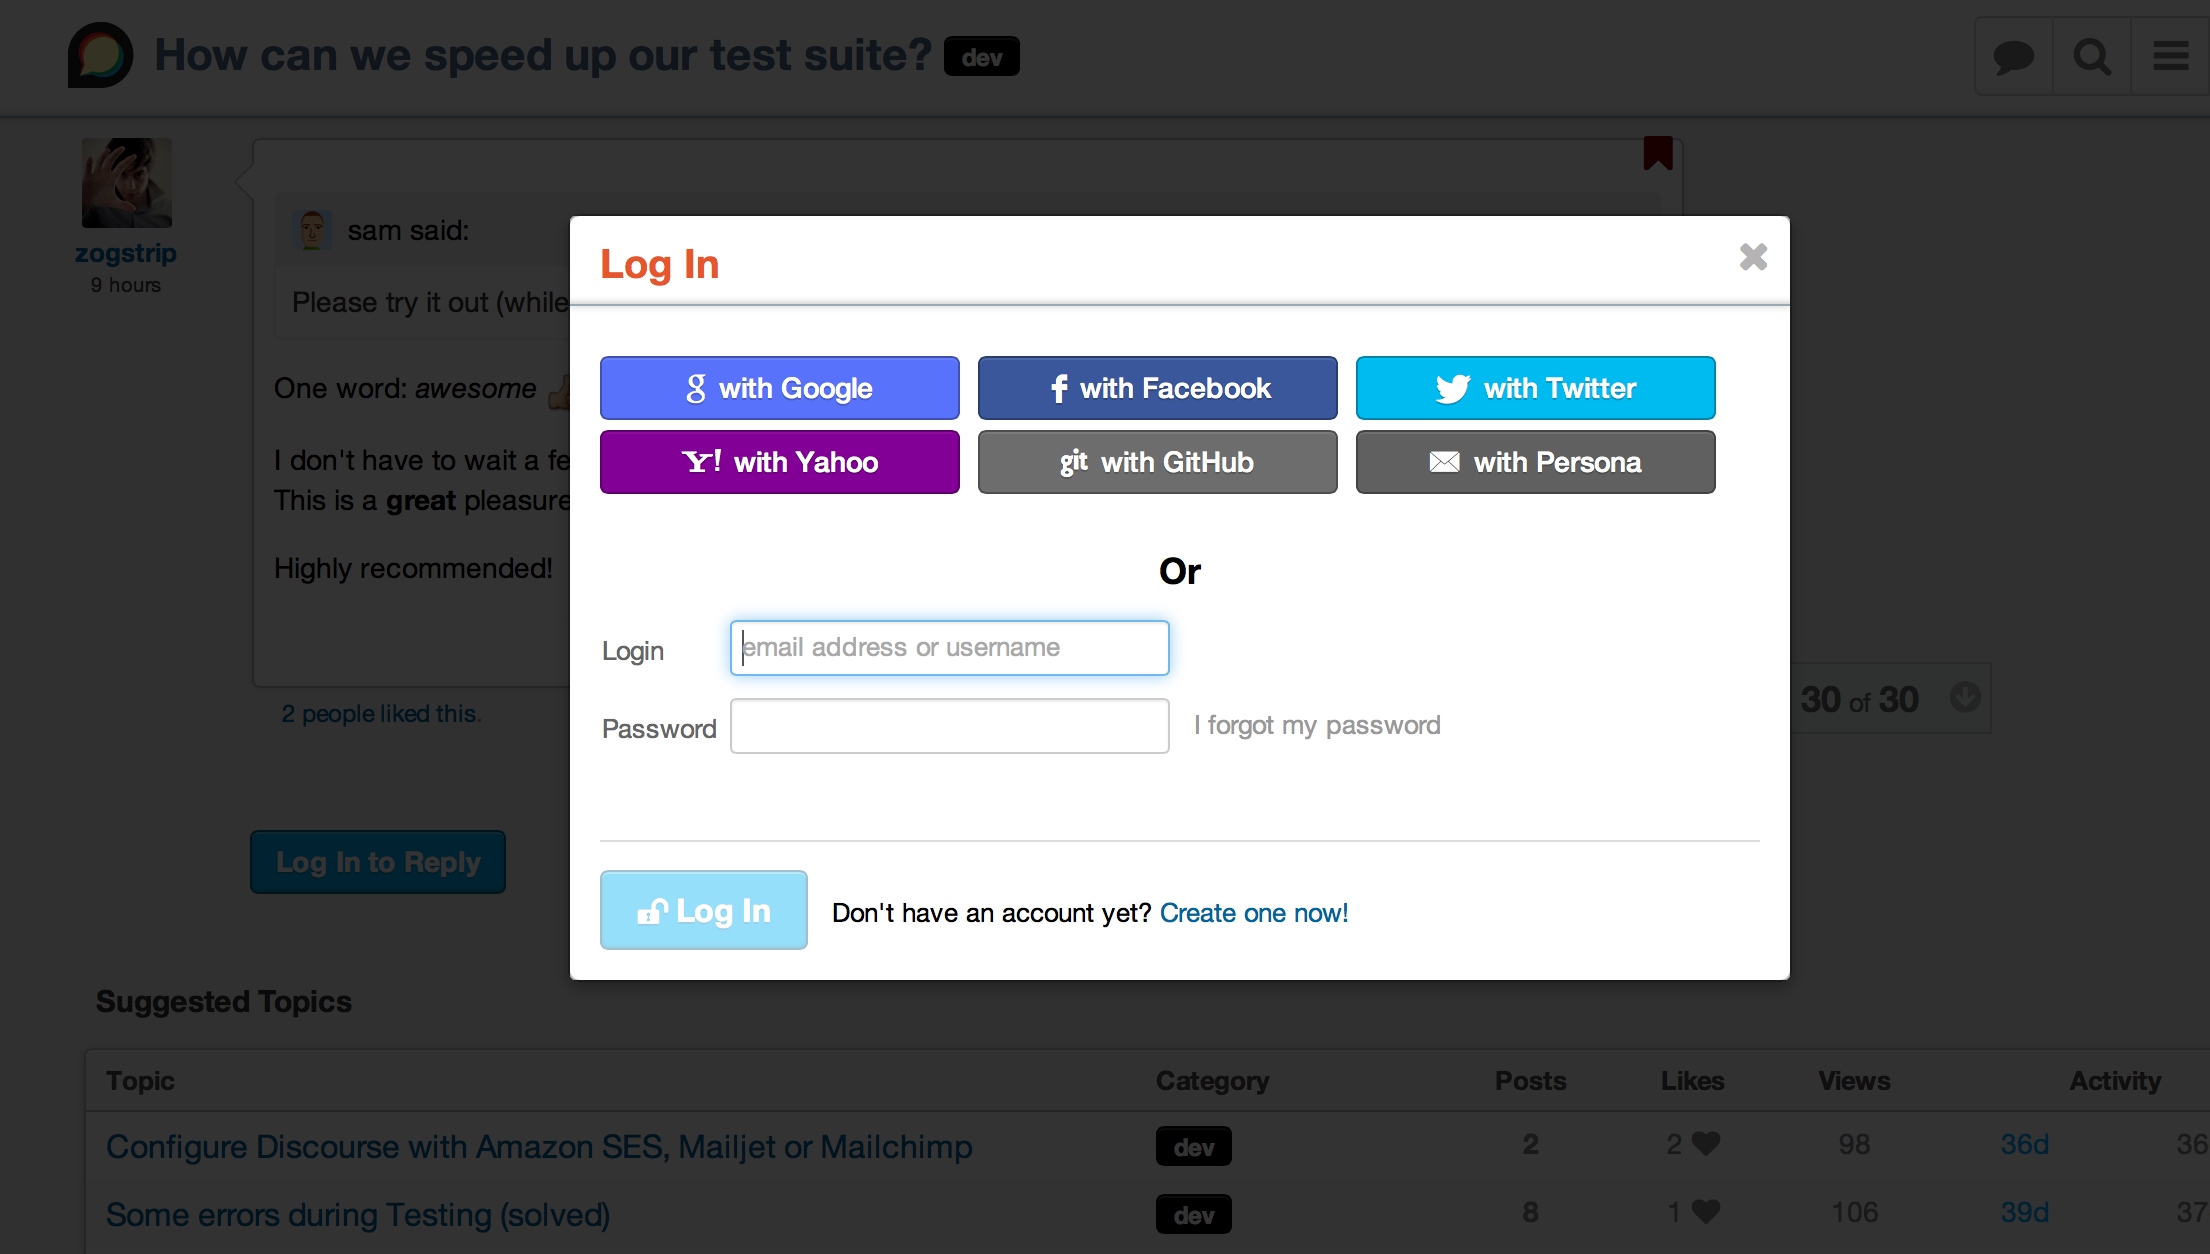 How can we speed up our test suite? dev
zogstrip
9 hours
sam said:
Please try it out (while
One word: awesome
I don't have to wait a fe
This is a great pleasure
Highly recommended!
2 people liked this.
Log In to Reply
30 of 30
Log In
g with Google
f with Facebook
with Twitter
Y! with Yahoo
git with GitHub
with Persona
Or
Login email address or username
Password I forgot my password
Log In Don't have an account yet? Create one now!
Suggested Topics
Topic Category Posts Likes Views Activity
Configure Discourse with Amazon SES, Mailjet or Mailchimp dev 2 2 98 36d 36
Some errors during Testing (solved) dev 8 1 106 39d 37